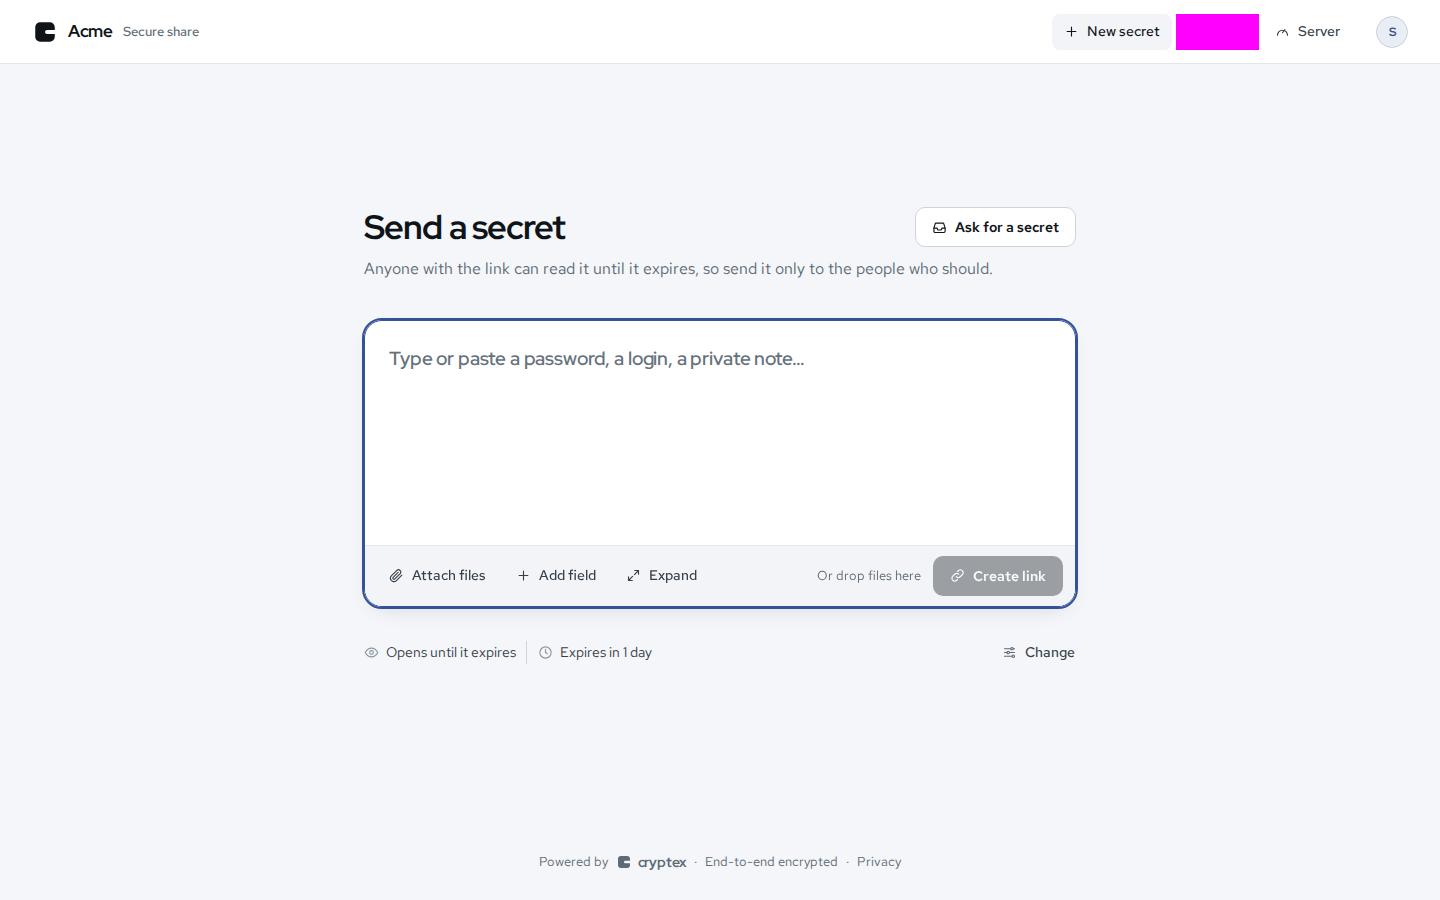 Acme Secure share
New secret
Server
S
Send a secret
Ask for a secret
Anyone with the link can read it until it expires, so send it only to the people who should.
Type or paste a password, a login, a private note...
Attach files
Add field
Expand
Or drop files here
Create link
Opens until it expires
Expires in 1 day
Change
Powered by cryptex · End-to-end encrypted · Privacy